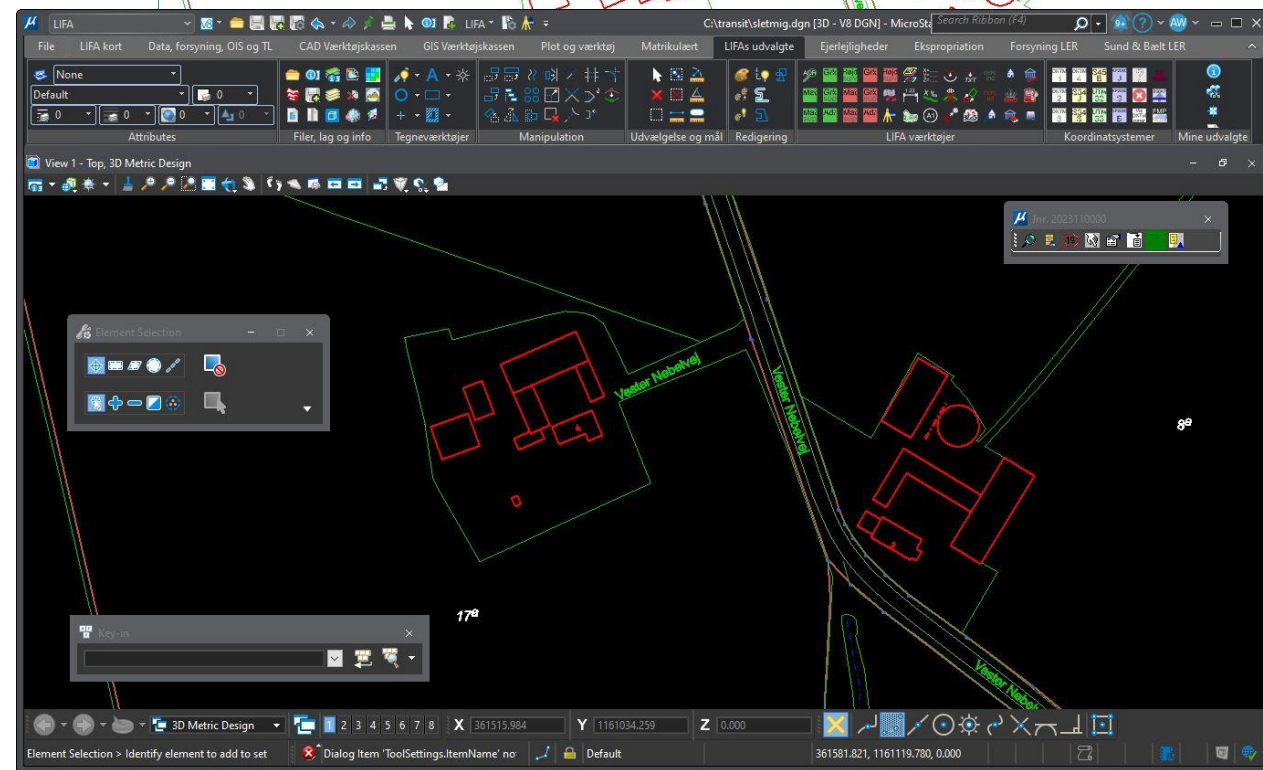 LIFA
LIFA
C:\transit\sletmig.dgn [3D - V8 DGN] - MicroSta
Search Ribbon (F4)
AW
File LIFA kort Data, forsyning, OIS og TL CAD Værktøjskassen GIS Værktøjskassen Plot og værktøj Matrikulært LIFAs udvalgte Ejerlejligheder Ekspropriation Forsyning LER Sund & Bælt LER
None
Default
0
0 0 0 0
Attributes Filer, lag og info Tegneværktøjer Manipulation Udvælgelse og mål Redigering LIFA værktøjer Koordinatsystemer Mine udvalgte
View 1 - Top, 3D Metric Design
Jnr. 2023110000
Element Selection
Vester Nebelvej
Vester Nebelvej
4
8ª
17ª
Key-in
Vester Nebel
3D Metric Design 1 2 3 4 5 6 7 8 X 361515.984 Y 1161034.259 Z 0.000
Element Selection > Identify element to add to set Dialog Item 'ToolSettings.ItemName' no Default 361581.821, 1161119.780, 0.000